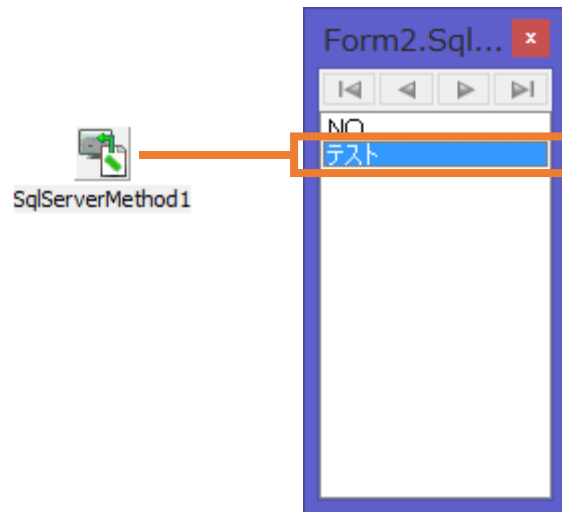 Form2.Sql...
NO
テスト
SqlServerMethod1